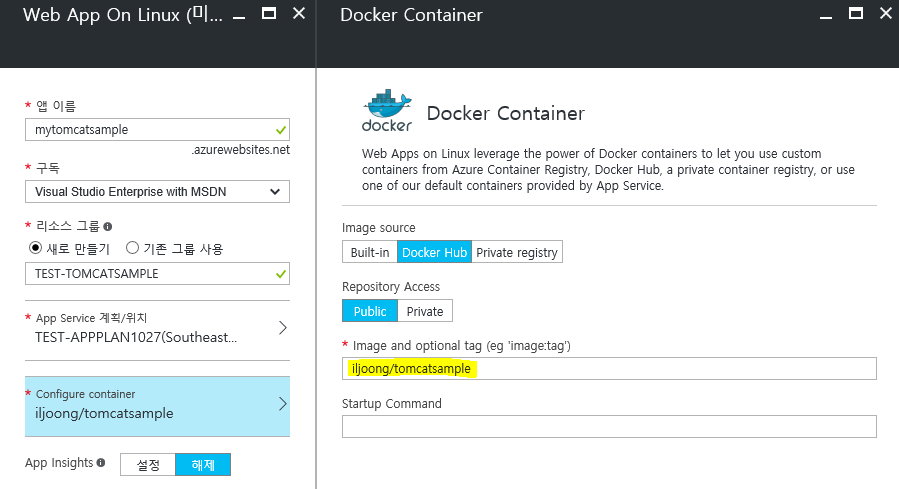 Web App On Linux (미...
* 앱 이름
mytomcatsample
.azurewebsites.net
* 구독
Visual Studio Enterprise with MSDN
* 리소스 그룹
새로 만들기 기존 그룹 사용
TEST-TOMCATSAMPLE
* App Service 계획/위치
TEST-APPPLAN1027(Southeast...
* Configure container
iljoong/tomcatsample
App Insights 설정 해제
Docker Container
docker
Docker Container
Web Apps on Linux leverage the power of Docker containers to let you use custom
containers from Azure Container Registry, Docker Hub, a private container registry, or use
one of our default containers provided by App Service.
Image source
Built-in Docker Hub Private registry
Repository Access
Public Private
* Image and optional tag (eg 'image:tag')
iljoong/tomcatsample
Startup Command